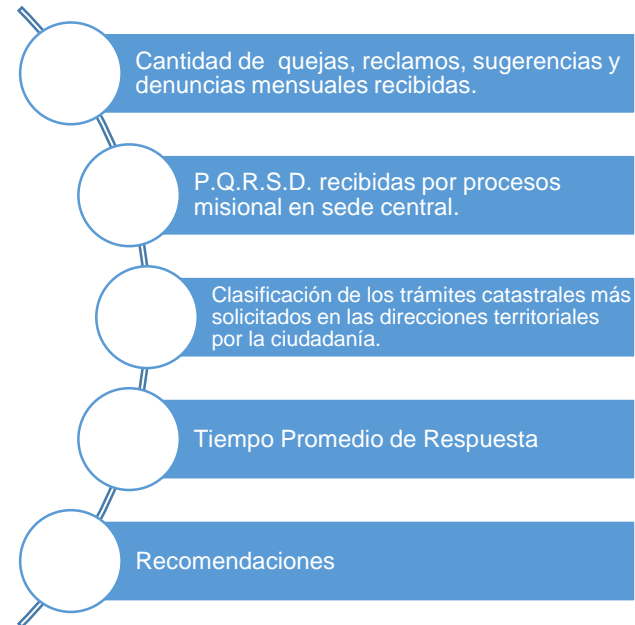 Cantidad de quejas, reclamos, sugerencias y
denuncias mensuales recibidas.
P.Q.R.S.D. recibidas por procesos
misional en sede central.
Clasificación de los trámites catastrales más
solicitados en las direcciones territoriales
por la ciudadanía.
Tiempo Promedio de Respuesta
Recomendaciones